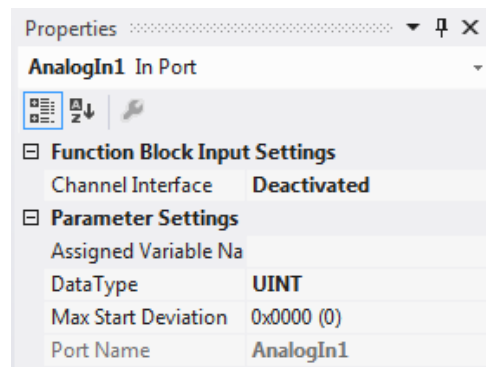 Properties
AnalogIn1 In Port
Function Block Input Settings
Channel Interface Deactivated
Parameter Settings
Assigned Variable Na
DataType UINT
Max Start Deviation 0x0000 (0)
Port Name AnalogIn1